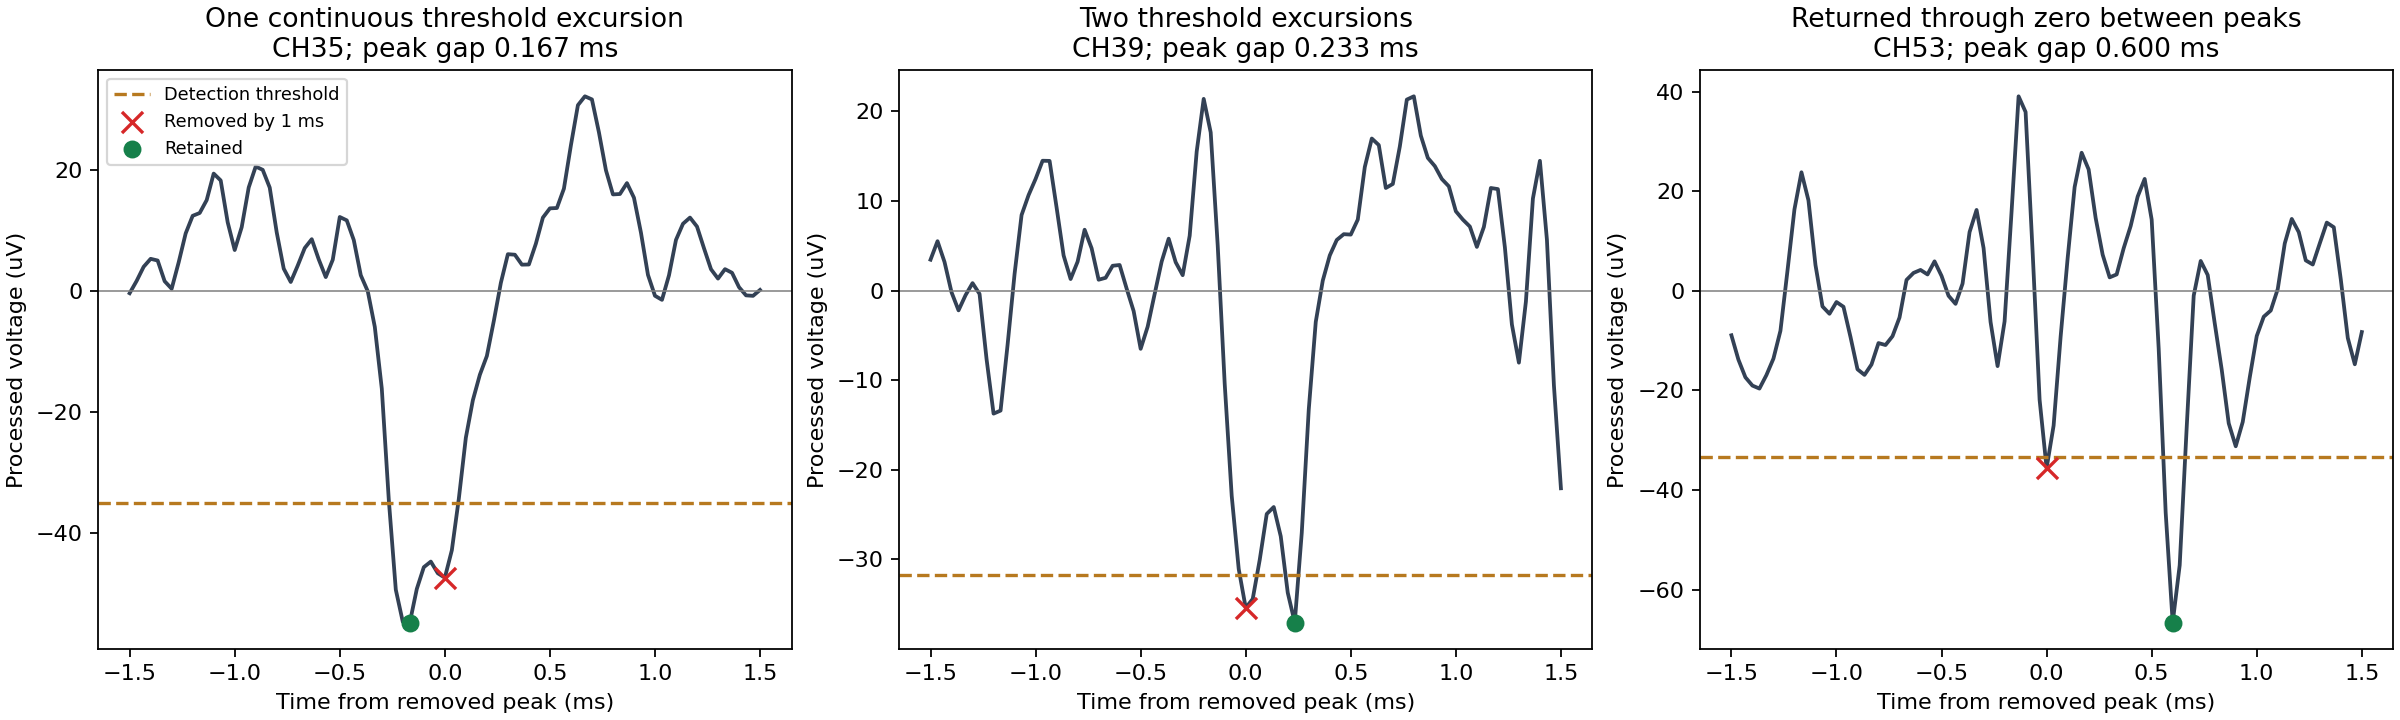 One continuous threshold excursion
CH35; peak gap 0.167 ms
Detection threshold
Removed by 1 ms
Retained
20
0
−20
−40
Processed voltage (uV)
−1.5
−1.0
−0.5
0.0
0.5
1.0
1.5
Time from removed peak (ms)
Two threshold excursions
CH39; peak gap 0.233 ms
20
10
0
−10
−20
−30
Processed voltage (uV)
−1.5
−1.0
−0.5
0.0
0.5
1.0
1.5
Time from removed peak (ms)
Returned through zero between peaks
CH53; peak gap 0.600 ms
40
20
0
−20
−40
−60
Processed voltage (uV)
−1.5
−1.0
−0.5
0.0
0.5
1.0
1.5
Time from removed peak (ms)